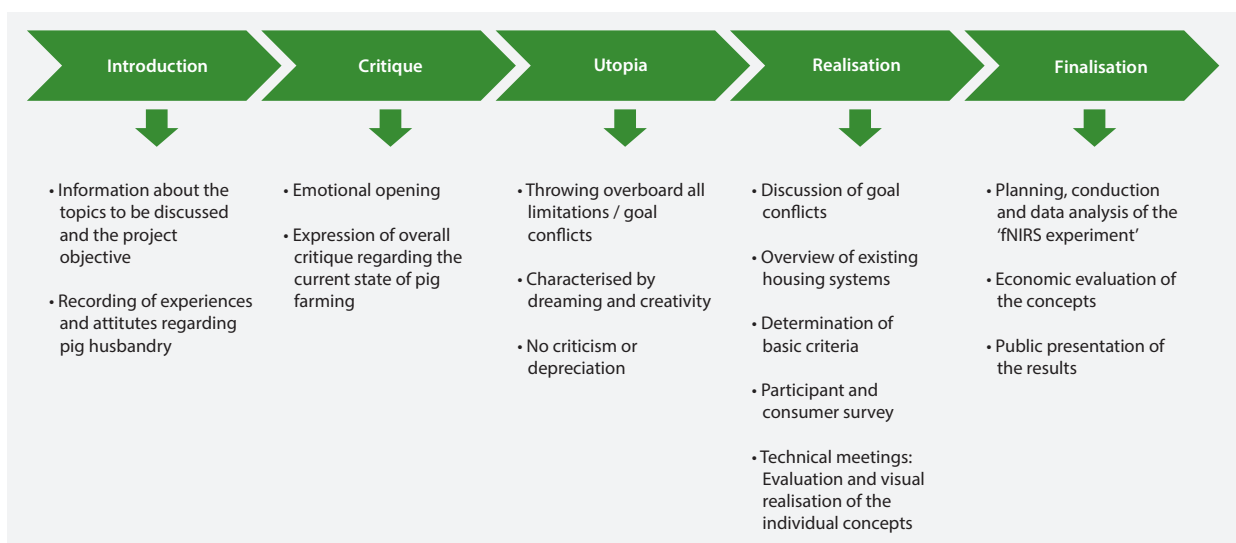 Introduction
Critique
Utopia
Realisation
Finalisation
• Information about the
topics to be discussed
and the project
objective
• Recording of experiences
and attitutes regarding
pig husbandry
• Emotional opening
• Expression of overall
critique regarding the
current state of pig
farming
• Throwing overboard all
limitations / goal
conflicts
• Characterised by
dreaming and creativity
• No criticism or
depreciation
• Discussion of goal
conflicts
• Overview of existing
housing systems
• Determination of
basic criteria
• Participant and
consumer survey
• Technical meetings:
Evaluation and visual
realisation of the
individual concepts
• Planning, conduction
and data analysis of the
‘fNIRS experiment’
• Economic evaluation of
the concepts
• Public presentation of
the results